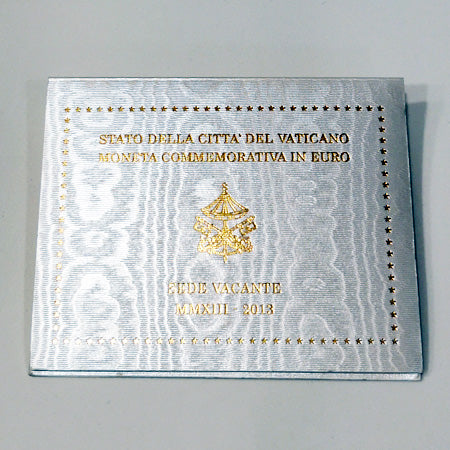 STATO DELLA CITTA' DEL VATICANO
MONETA COMMEMORATIVA IN EURO
SEDE VACANTE
MMXIII - 2013